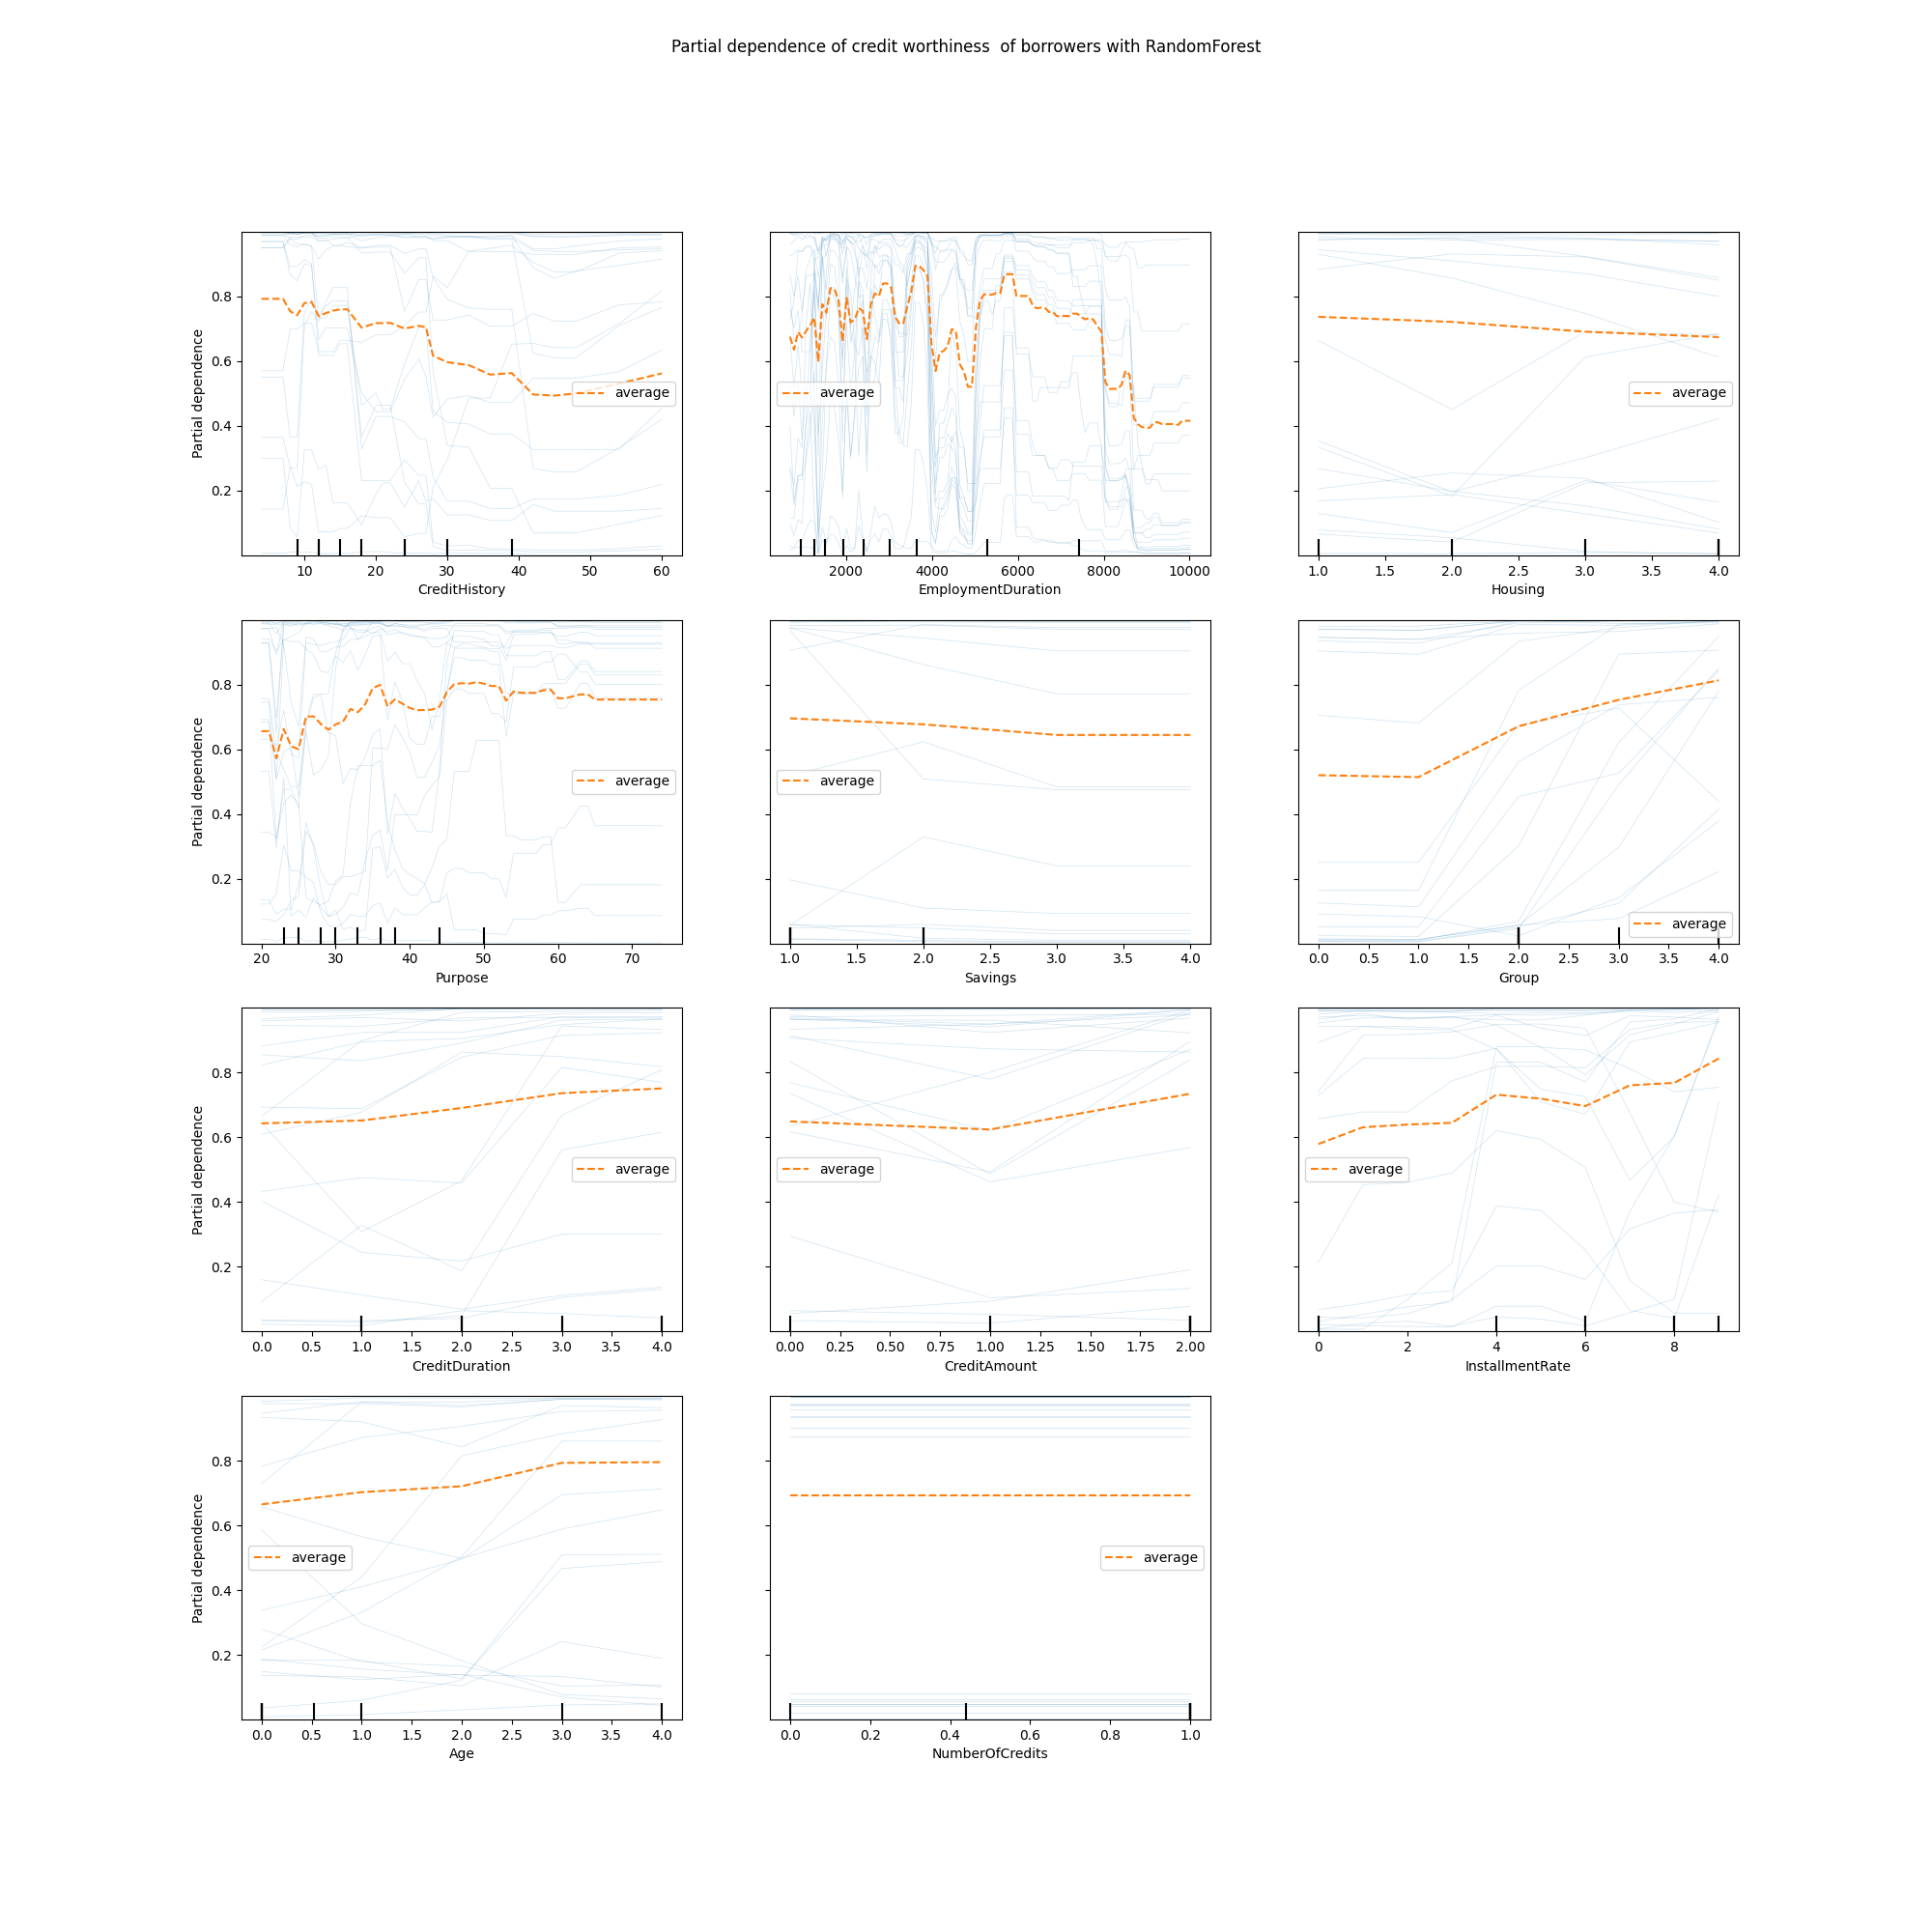 Partial dependence of credit worthiness  of borrowers with RandomForest
Partial dependence
0.8
0.6
0.4
0.2
average
10 20 30 40 50 60
CreditHistory
average
2000 4000 6000 8000 10000
EmploymentDuration
average
1.0 1.5 2.0 2.5 3.0 3.5 4.0
Housing
Partial dependence
0.8
0.6
0.4
0.2
average
20 30 40 50 60 70
Purpose
average
1.0 1.5 2.0 2.5 3.0 3.5 4.0
Savings
average
0.0 0.5 1.0 1.5 2.0 2.5 3.0 3.5 4.0
Group
Partial dependence
0.8
0.6
0.4
0.2
average
0.0 0.5 1.0 1.5 2.0 2.5 3.0 3.5 4.0
CreditDuration
average
0.00 0.25 0.50 0.75 1.00 1.25 1.50 1.75 2.00
CreditAmount
average
0 2 4 6 8
InstallmentRate
Partial dependence
0.8
0.6
0.4
0.2
average
0.0 0.5 1.0 1.5 2.0 2.5 3.0 3.5 4.0
Age
average
0.0 0.2 0.4 0.6 0.8 1.0
NumberOfCredits